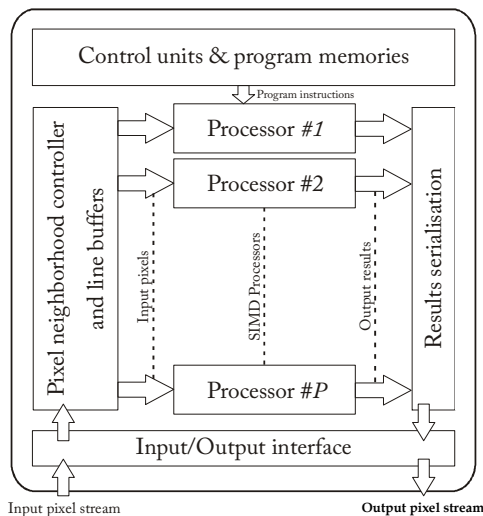 Control units & program memories
Program instructions
Pixel neighborhood controller
and line buffers
Processor #1
Processor #2
Input pixels
SIMD Processors
Output results
Processor #P
Results serialisation
Input/Output interface
Input pixel stream
Output pixel stream